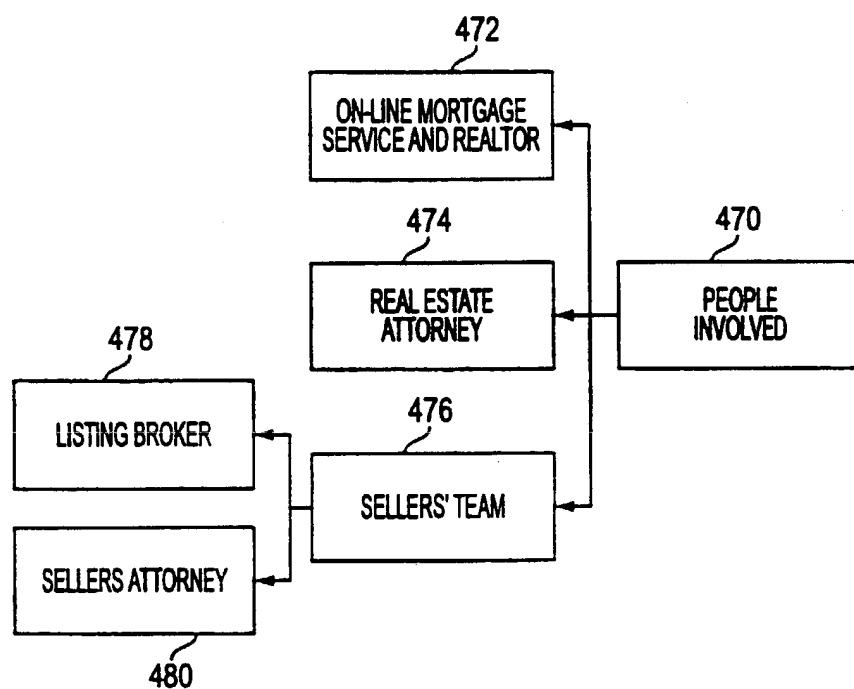 472
ON-LINE MORTGAGE
SERVICE AND REALTOR
474
REAL ESTATE
ATTORNEY
470
PEOPLE
INVOLVED
478
LISTING BROKER
476
SELLERS' TEAM
SELLERS ATTORNEY
480